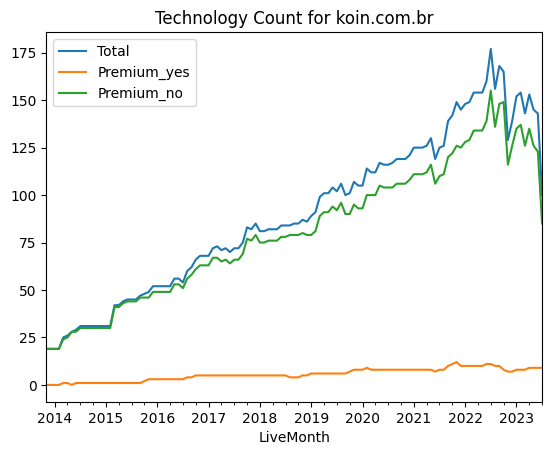 Technology Count for koin.com.br
Total
Premium_yes
Premium_no
175
150
125
100
75
50
25
0
2014 2015 2016 2017 2018 2019 2020 2021 2022 2023
LiveMonth